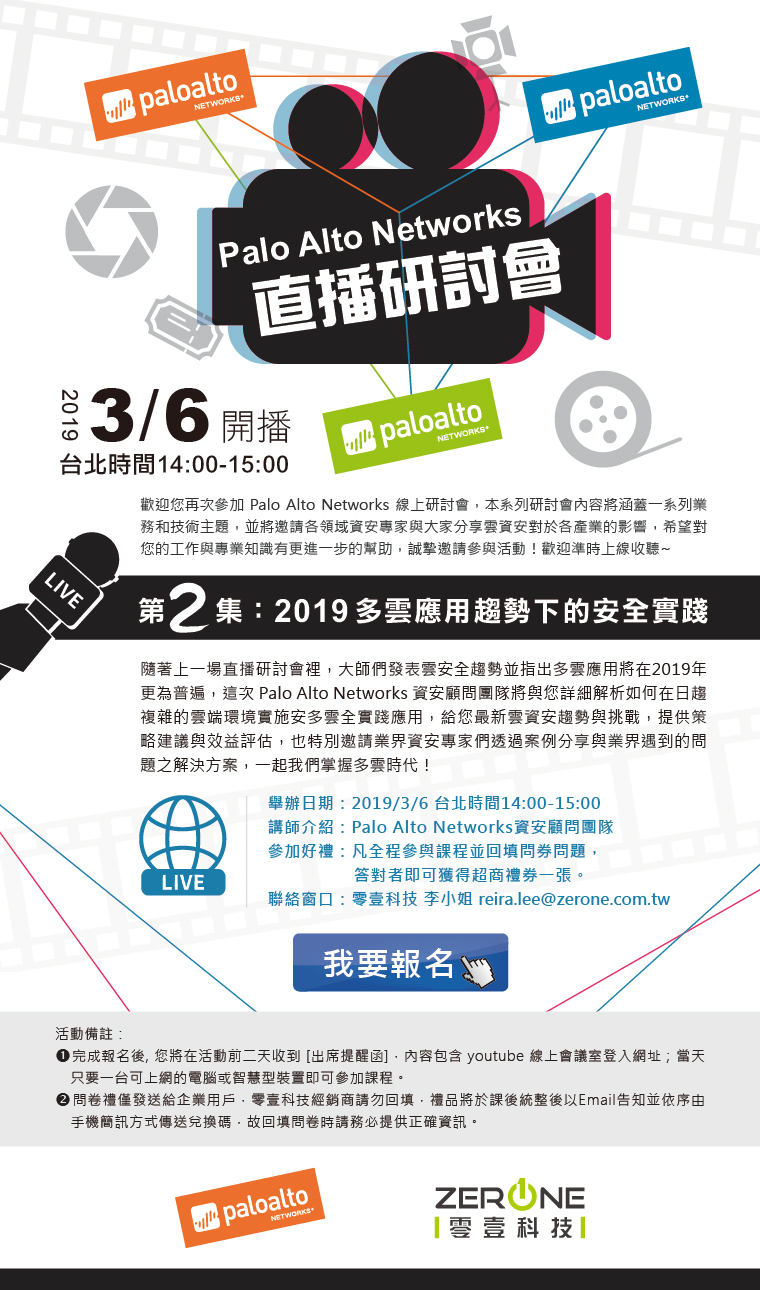 paloalto
NETWORKS
paloalto
NETWORKS
Palo Alto Networks
直播研討會
2019
3/6 開播
台北時間14:00-15:00
paloalto
NETWORKS
歡迎您再次參加 Palo Alto Networks 線上研討會，本系列研討會內容將涵蓋一系列業
務和技術主題，並將邀請各領域資安專家與大家分享雲資安對於各產業的影響，希望對
您的工作與專業知識有更進一步的幫助，誠摯邀請參與活動！歡迎準時上線收聽~
LIVE
第2集：2019多雲應用趨勢下的安全實踐
隨著上一場直播研討會裡，大師們發表雲安全趨勢並指出多雲應用將在2019年
更為普遍，這次 Palo Alto Networks 資安顧問團隊將與您詳細解析如何在日趨
複雜的雲端環境實施安多雲全實踐應用，給您最新雲資安趨勢與挑戰，提供策
略建議與效益評估，也特別邀請業界資安專家們透過案例分享與業界遇到的問
題之解決方案，一起我們掌握多雲時代！
LIVE
舉辦日期：2019/3/6 台北時間14:00-15:00
講師介紹：Palo Alto Networks資安顧問團隊
參加好禮：凡全程參與課程並回填問券問題，
答對者即可獲得超商禮券一張。
聯絡窗口：零壹科技 李小姐 reira.lee@zerone.com.tw
我要報名
活動備註：
❶完成報名後, 您將在活動前二天收到 [出席提醒函]，內容包含 youtube 線上會議室登入網址；當天
只要一台可上網的電腦或智慧型裝置即可參加課程。
❷問卷禮僅發送給企業用戶，零壹科技經銷商請勿回填，禮品將於課後統整後以Email告知並依序由
手機簡訊方式傳送兌換碼，故回填問卷時請務必提供正確資訊。
paloalto
NETWORKS
ZERONE
零壹科技